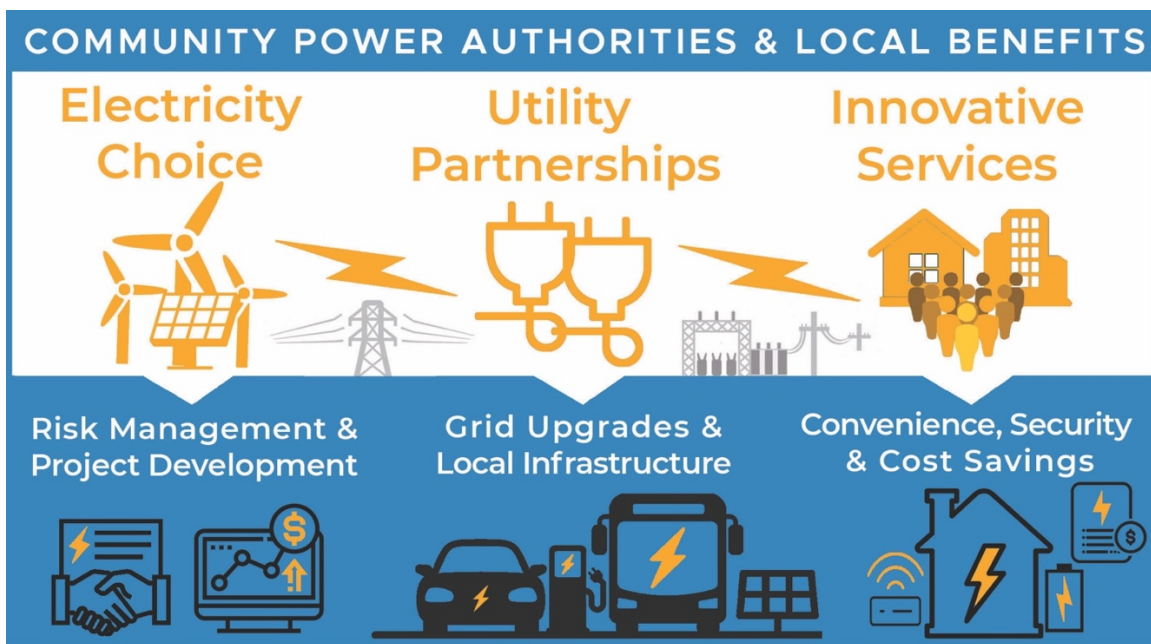 COMMUNITY POWER AUTHORITIES & LOCAL BENEFITS
Electricity
Choice
Utility
Partnerships
Innovative
Services
Risk Management &
Project Development
Grid Upgrades &
Local Infrastructure
Convenience, Security
& Cost Savings
$
$